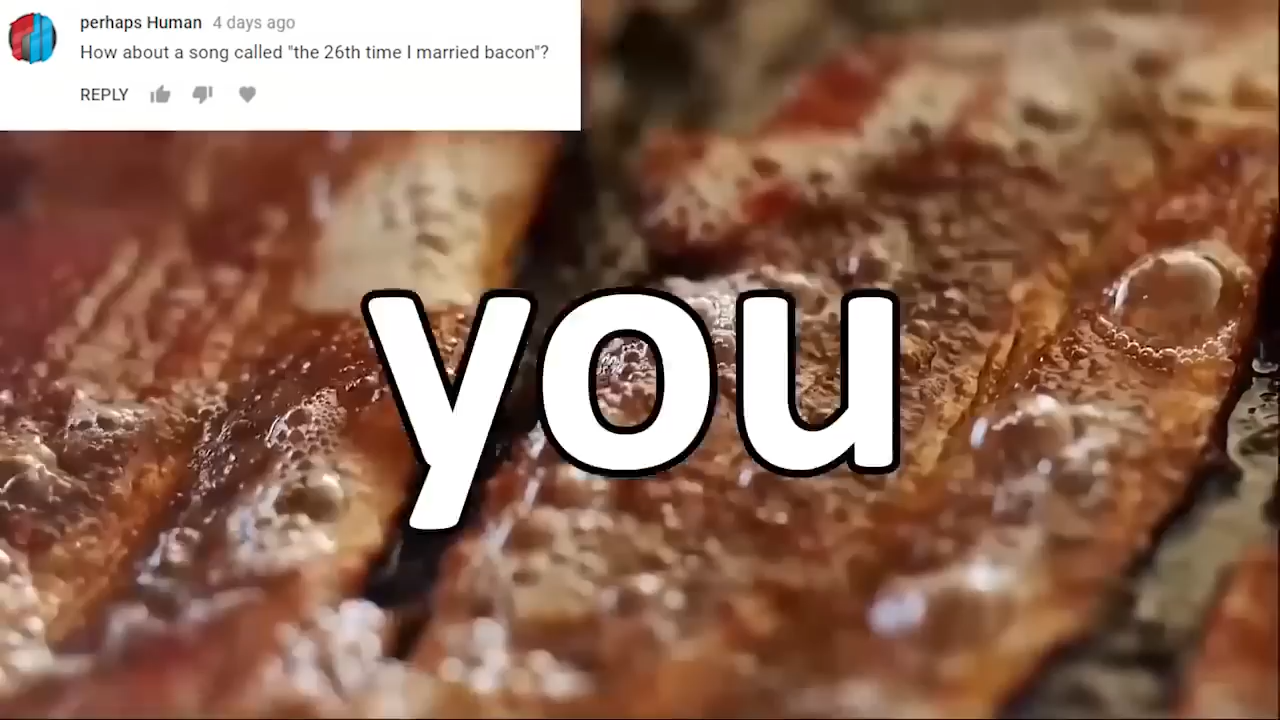 perhaps Human 4 days ago
How about a song called "the 26th time I married bacon"?
REPLY
you